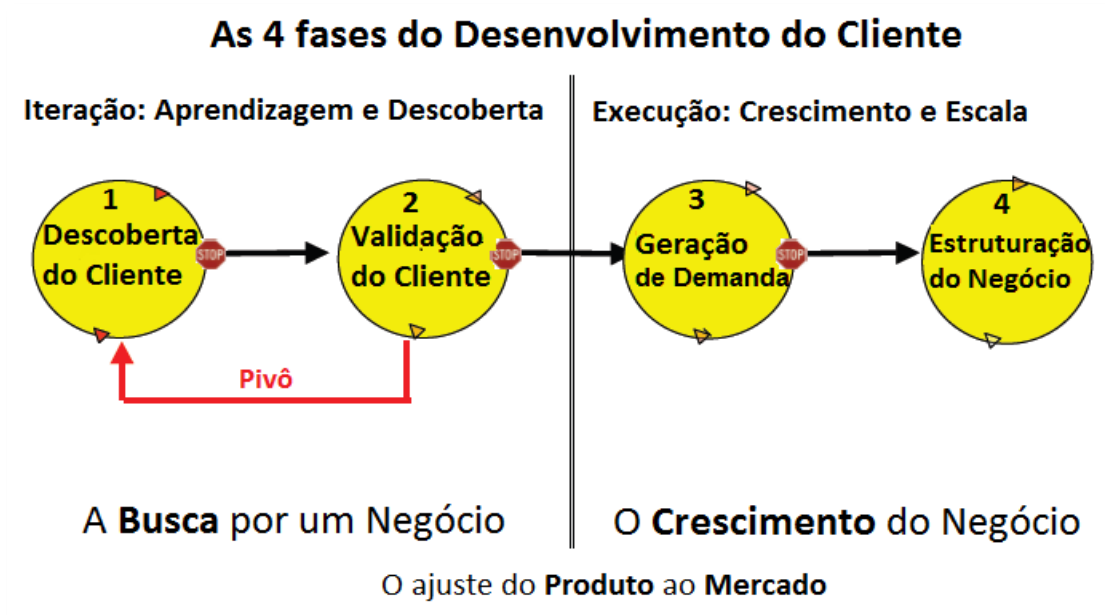 As 4 fases do Desenvolvimento do Cliente
Iteração: Aprendizagem e Descoberta
Execução: Crescimento e Escala
1
Descoberta
do Cliente
STOP
2
Validação
do Cliente
STOP
3
Geração
de Demanda
STOP
4
Estruturação
do Negócio
Pivô
A Busca por um Negócio
O Crescimento do Negócio
O ajuste do Produto ao Mercado